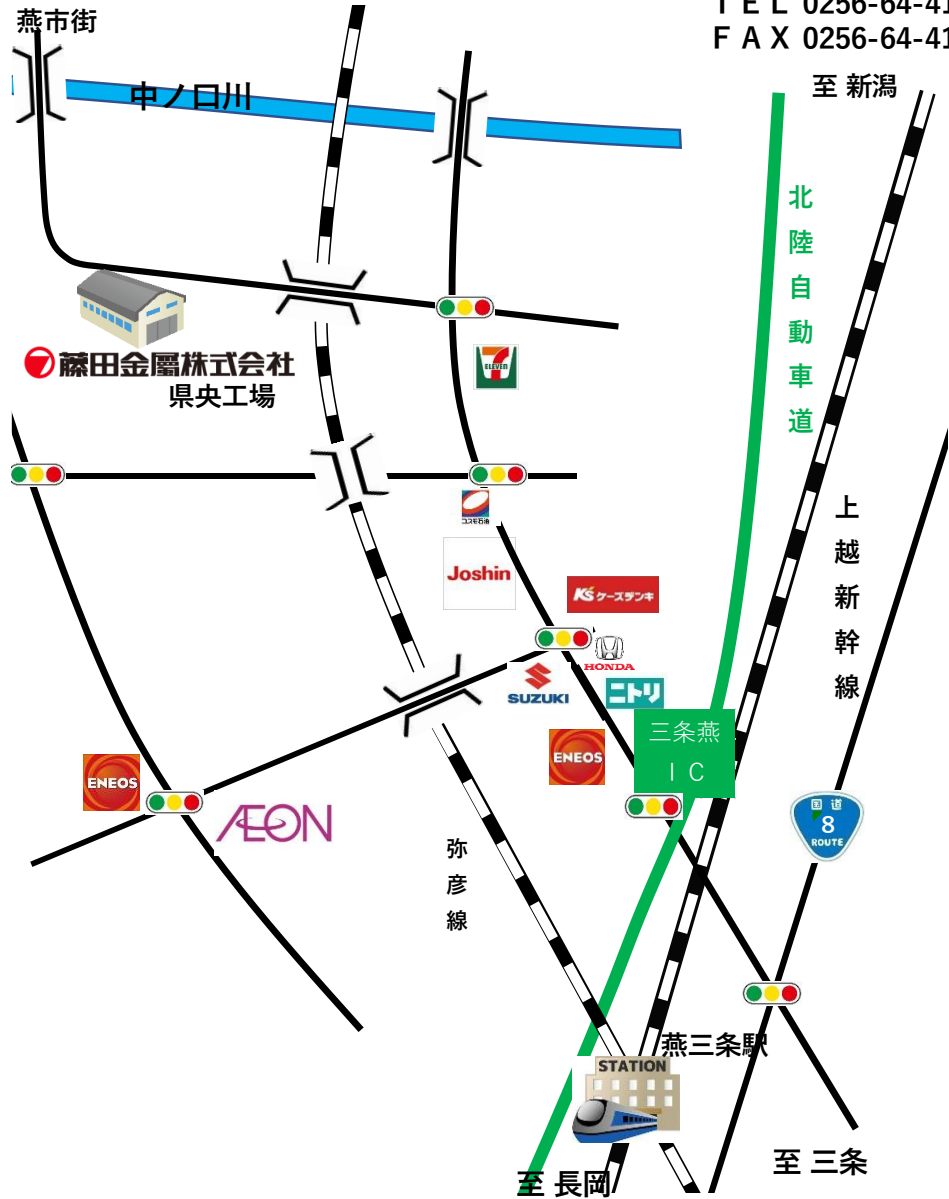 ＴＥＬ 0256-64-41
ＦＡＸ 0256-64-41
燕市街
至 新潟
中ノ口川
北陸自動車道
藤田金屬株式会社
県央工場
7
ELEVEN
コスモ石油
上越新幹線
Joshin
K's ケーズデンキ
HONDA
SUZUKI
ニトリ
三条燕
ＩＣ
ENEOS
ENEOS
国道
8
ROUTE
ÆON
弥彦線
燕三条駅
STATION
至 三条
至 長岡